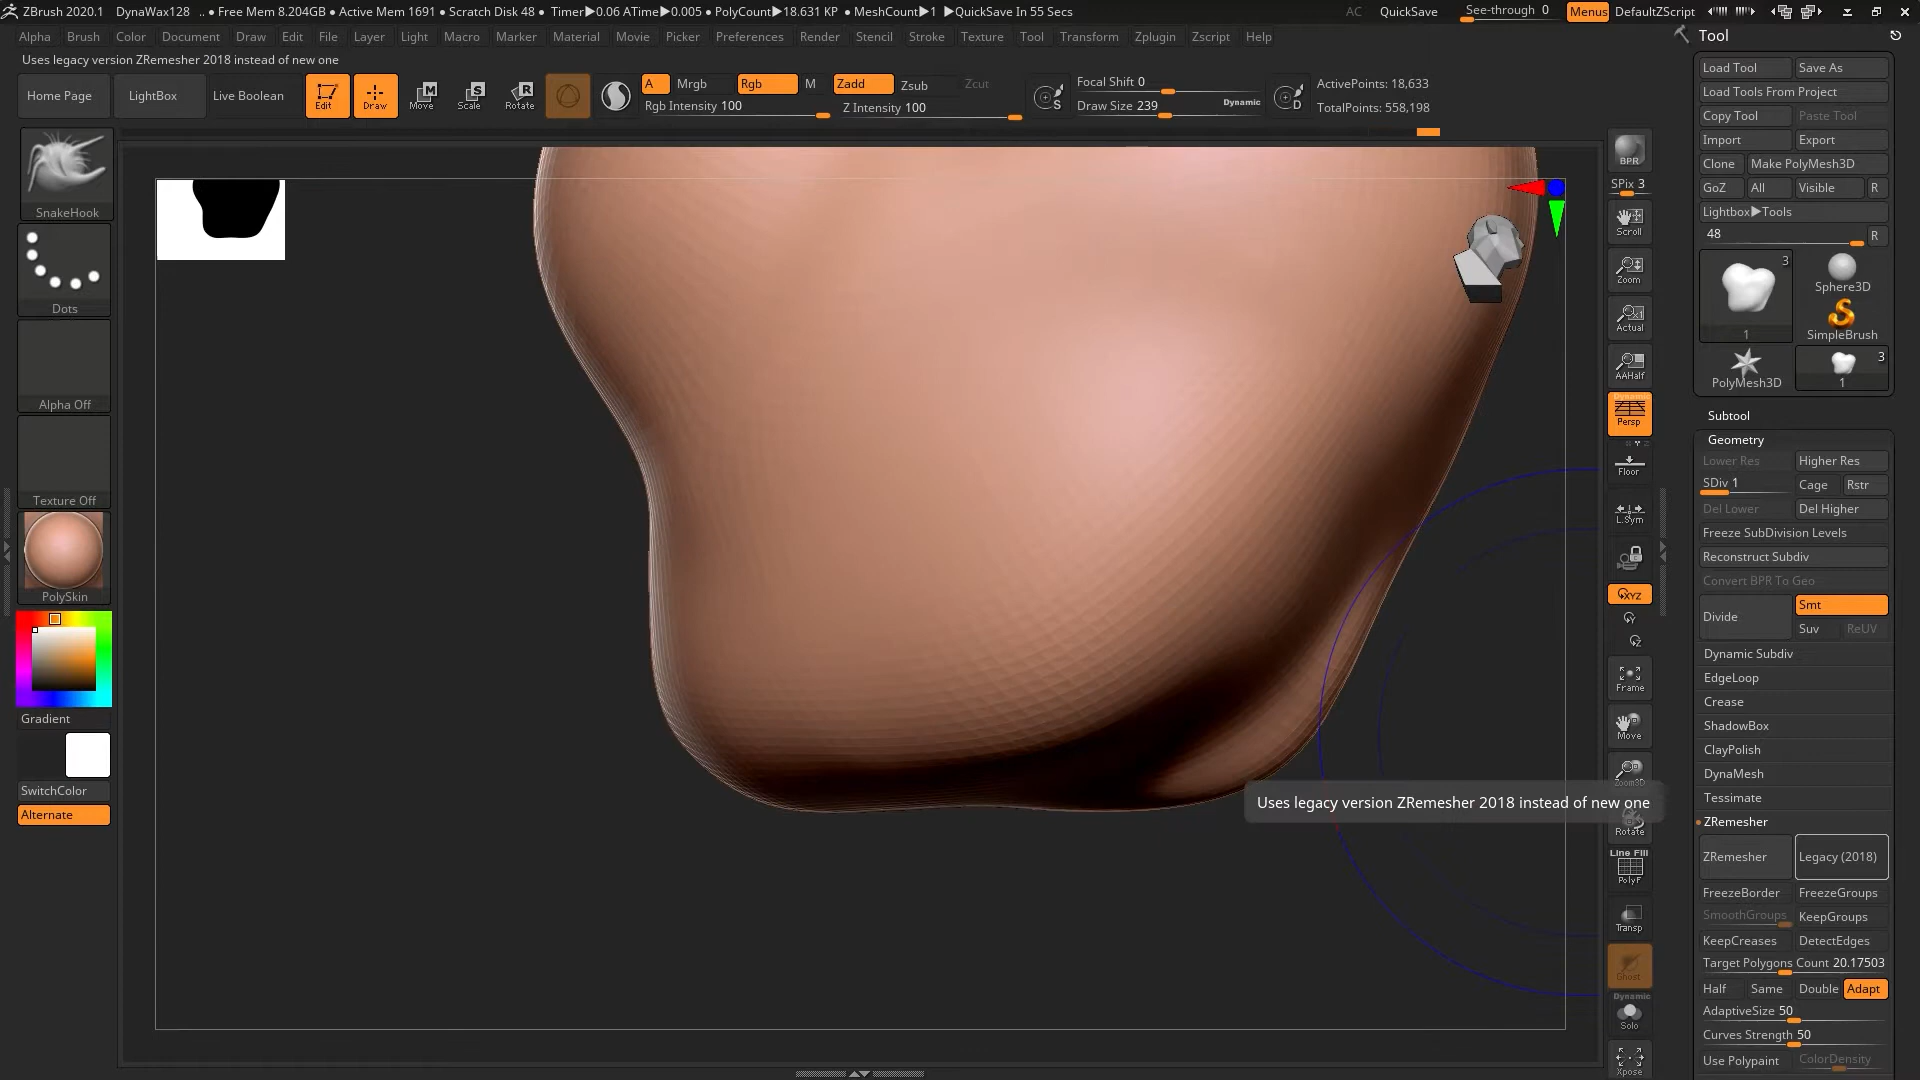 ZBrush 2020.1 DynaWax128 .. • Free Mem 8.204GB • Active Mem 1691 • Scratch Disk 48 • Timer▶0.06 ATime▶0.005 • PolyCount▶18.631 KP • MeshCount▶1 ▶QuickSave In 55 Secs AC QuickSave See-through 0 Menus DefaultZScript
Alpha Brush Color Document Draw Edit File Layer Light Macro Marker Material Movie Picker Preferences Render Stencil Stroke Texture Tool Transform Zplugin Zscript Help
Uses legacy version ZRemesher 2018 instead of new one
Home Page LightBox Live Boolean Edit Draw Move Scale Rotate
A Mrgb Rgb M Zadd Zsub Zcut
Rgb Intensity 100 Z Intensity 100
Focal Shift 0
Draw Size 239 Dynamic
S D
ActivePoints: 18,633
TotalPoints: 558,198
SnakeHook
Dots
Alpha Off
Texture Off
PolySkin
Gradient
SwitchColor
Alternate
Uses legacy version ZRemesher 2018 instead of new one
BPR
SPix 3
Scroll
Zoom
Actual
AAHalf
Dynamic
Persp
Floor
L.Sym
XYZ
Y
Z
Frame
Move
Zoom3D
Rotate
Line Fill
PolyF
Transp
Ghost
Dynamic
Solo
Xpose
Tool
Load Tool Save As
Load Tools From Project
Copy Tool Paste Tool
Import Export
Clone Make PolyMesh3D
GoZ All Visible R
Lightbox▶Tools
48 R
3
1
Sphere3D
SimpleBrush
PolyMesh3D
3
1
Subtool
Geometry
Lower Res Higher Res
SDiv 1 Cage Rstr
Del Lower Del Higher
Freeze SubDivision Levels
Reconstruct Subdiv
Convert BPR To Geo
Divide Smt
Suv ReUV
Dynamic Subdiv
EdgeLoop
Crease
ShadowBox
ClayPolish
DynaMesh
Tessimate
ZRemesher
ZRemesher Legacy (2018)
FreezeBorder FreezeGroups
SmoothGroups KeepGroups
KeepCreases DetectEdges
Target Polygons Count 20.17503
Half Same Double Adapt
AdaptiveSize 50
Curves Strength 50
Use Polypaint ColorDensity